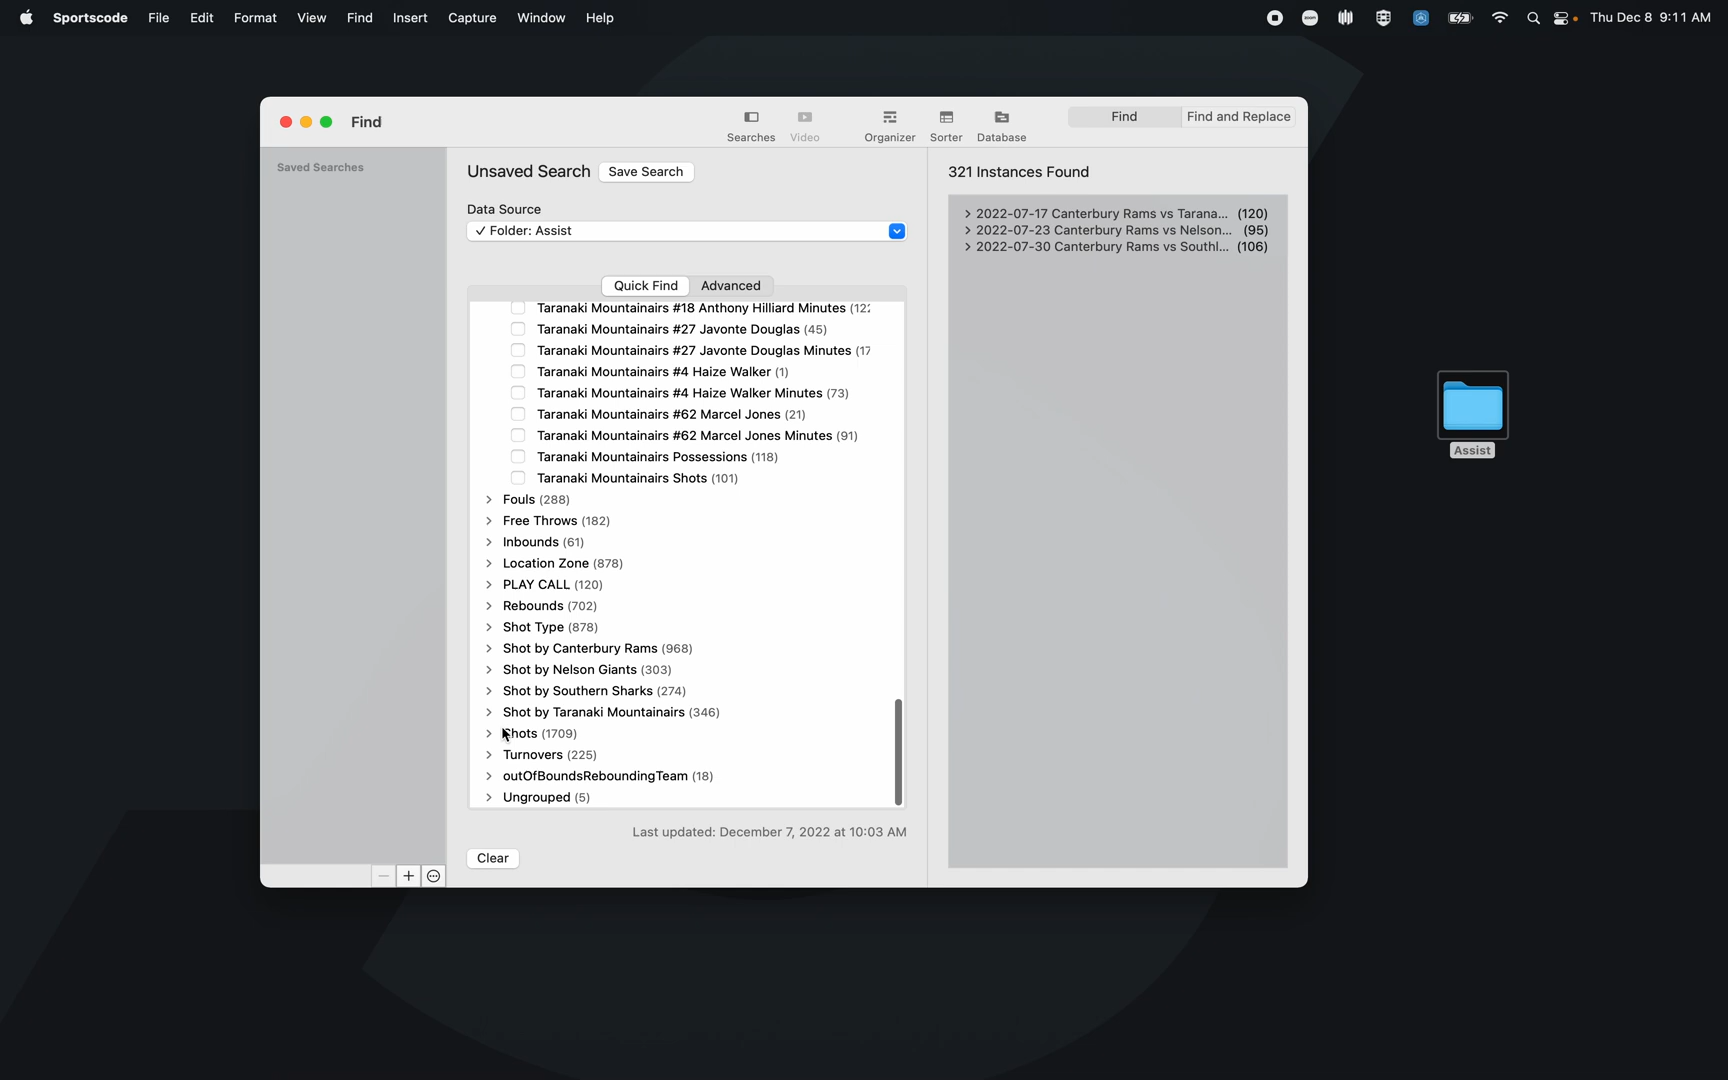 Sportscode File Edit Format View Find Insert Capture Window Help zoom Thu Dec 8 9:11 AM
Find
Searches Video Organizer Sorter Database
Find Find and Replace
Saved Searches
Unsaved Search Save Search
Data Source
✓ Folder: Assist
Quick Find Advanced
Taranaki Mountainairs #18 Anthony Hilliard Minutes (122
Taranaki Mountainairs #27 Javonte Douglas (45)
Taranaki Mountainairs #27 Javonte Douglas Minutes (17
Taranaki Mountainairs #4 Haize Walker (1)
Taranaki Mountainairs #4 Haize Walker Minutes (73)
Taranaki Mountainairs #62 Marcel Jones (21)
Taranaki Mountainairs #62 Marcel Jones Minutes (91)
Taranaki Mountainairs Possessions (118)
Taranaki Mountainairs Shots (101)
> Fouls (288)
> Free Throws (182)
> Inbounds (61)
> Location Zone (878)
> PLAY CALL (120)
> Rebounds (702)
> Shot Type (878)
> Shot by Canterbury Rams (968)
> Shot by Nelson Giants (303)
> Shot by Southern Sharks (274)
> Shot by Taranaki Mountainairs (346)
> Shots (1709)
> Turnovers (225)
> outOfBoundsReboundingTeam (18)
> Ungrouped (5)
Last updated: December 7, 2022 at 10:03 AM
Clear
321 Instances Found
> 2022-07-17 Canterbury Rams vs Tarana... (120)
> 2022-07-23 Canterbury Rams vs Nelson... (95)
> 2022-07-30 Canterbury Rams vs Southl... (106)
Assist